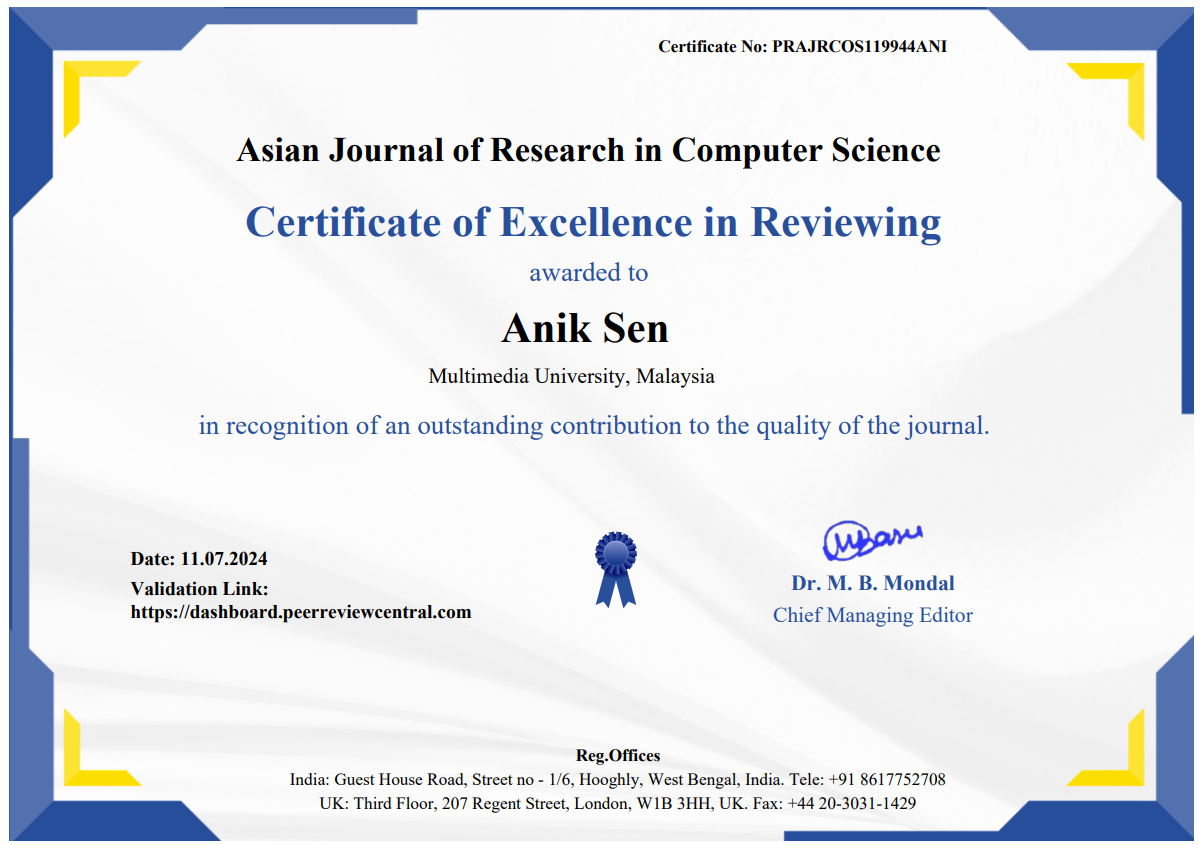 Certificate No: PRAJRCOS119944ANI
Asian Journal of Research in Computer Science
Certificate of Excellence in Reviewing
awarded to
Anik Sen
Multimedia University, Malaysia
in recognition of an outstanding contribution to the quality of the journal.
Date: 11.07.2024
Validation Link:
https://dashboard.peerreviewcentral.com
Dr. M. B. Mondal
Chief Managing Editor
Reg.Offices
India: Guest House Road, Street no - 1/6, Hooghly, West Bengal, India. Tele: +91 8617752708
UK: Third Floor, 207 Regent Street, London, W1B 3HH, UK. Fax: +44 20-3031-1429